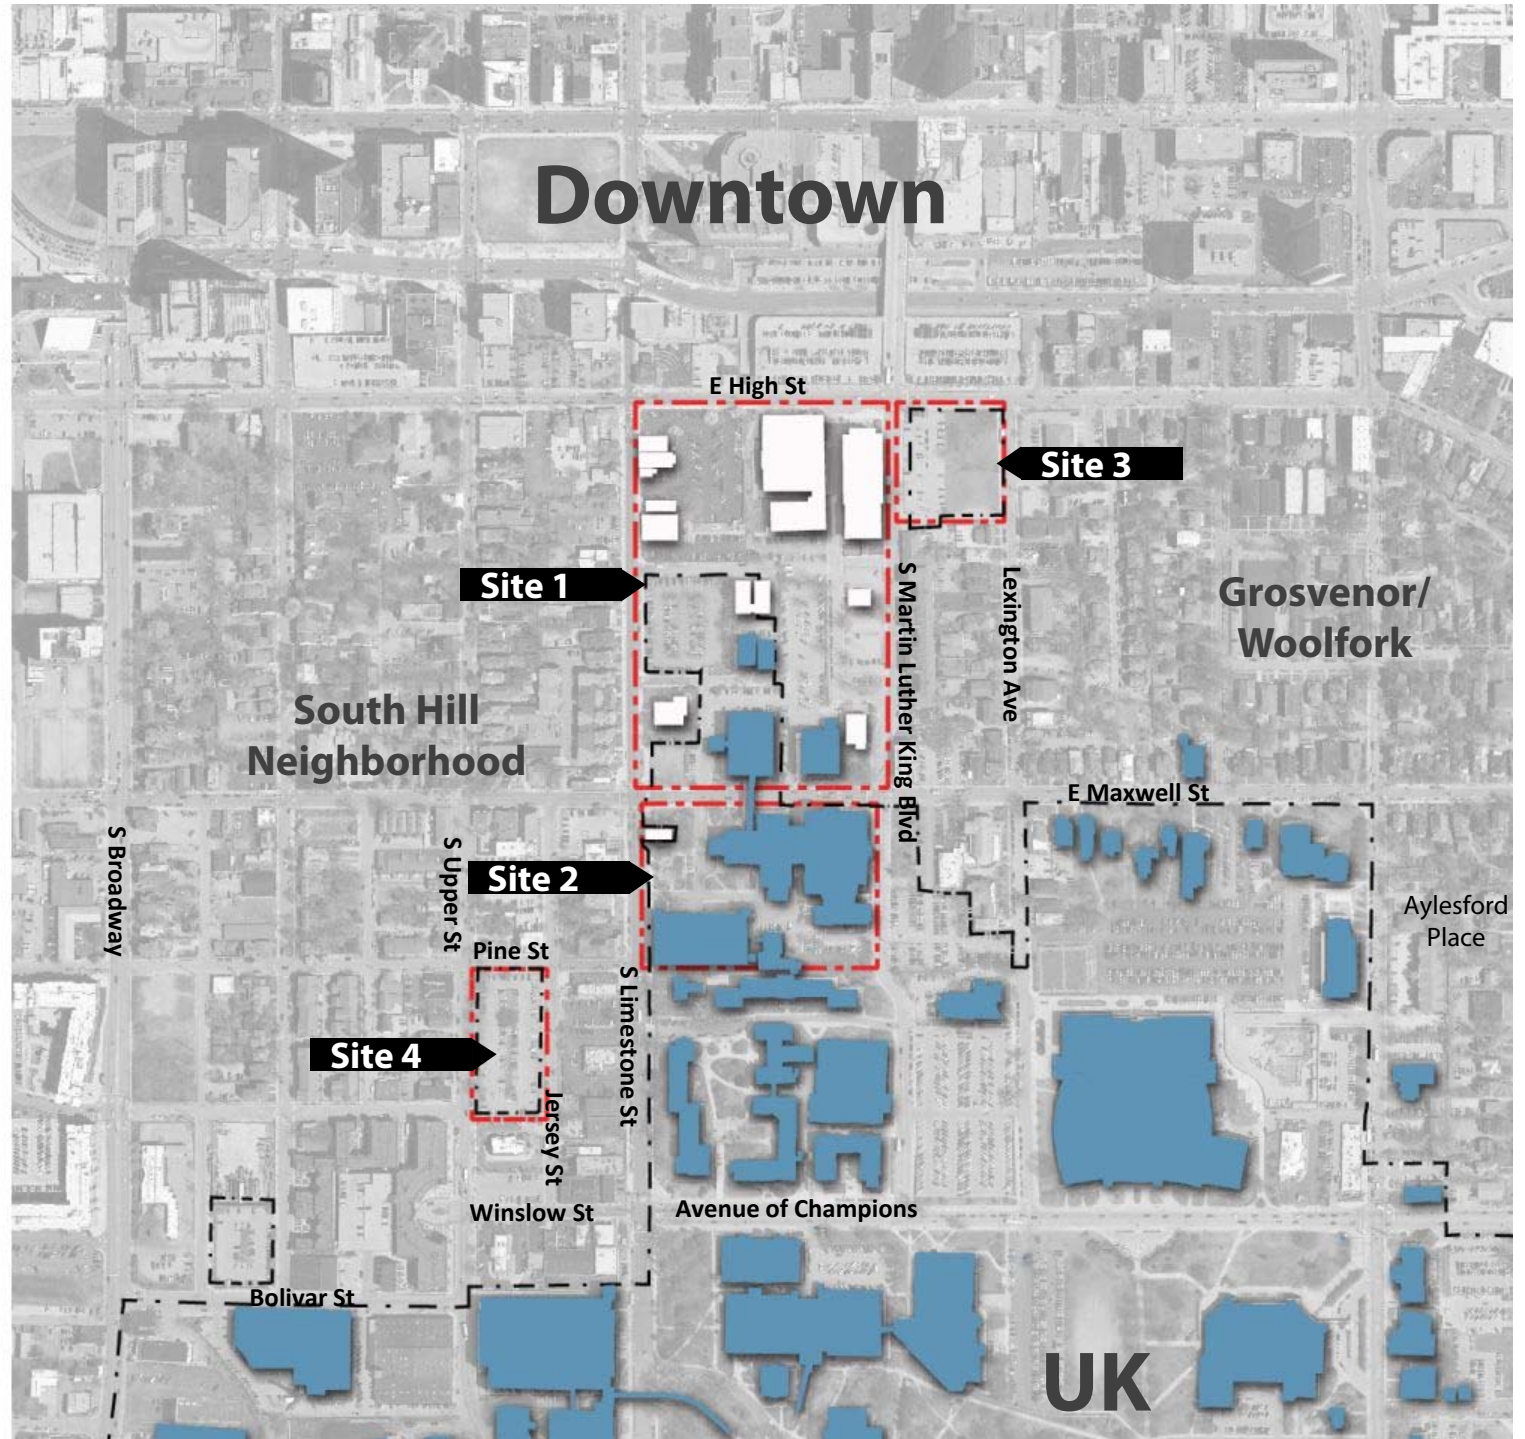 Downtown
E High St
Site 3
Site 1
S Martin Luther King Blvd
Lexington Ave
Grosvenor/
Woolfork
South Hill
Neighborhood
E Maxwell St
S Broadway
S Upper St
Site 2
Aylesford
Place
Pine St
S Limestone St
Site 4
Jersey St
Winslow St
Avenue of Champions
Bolivar St
UK